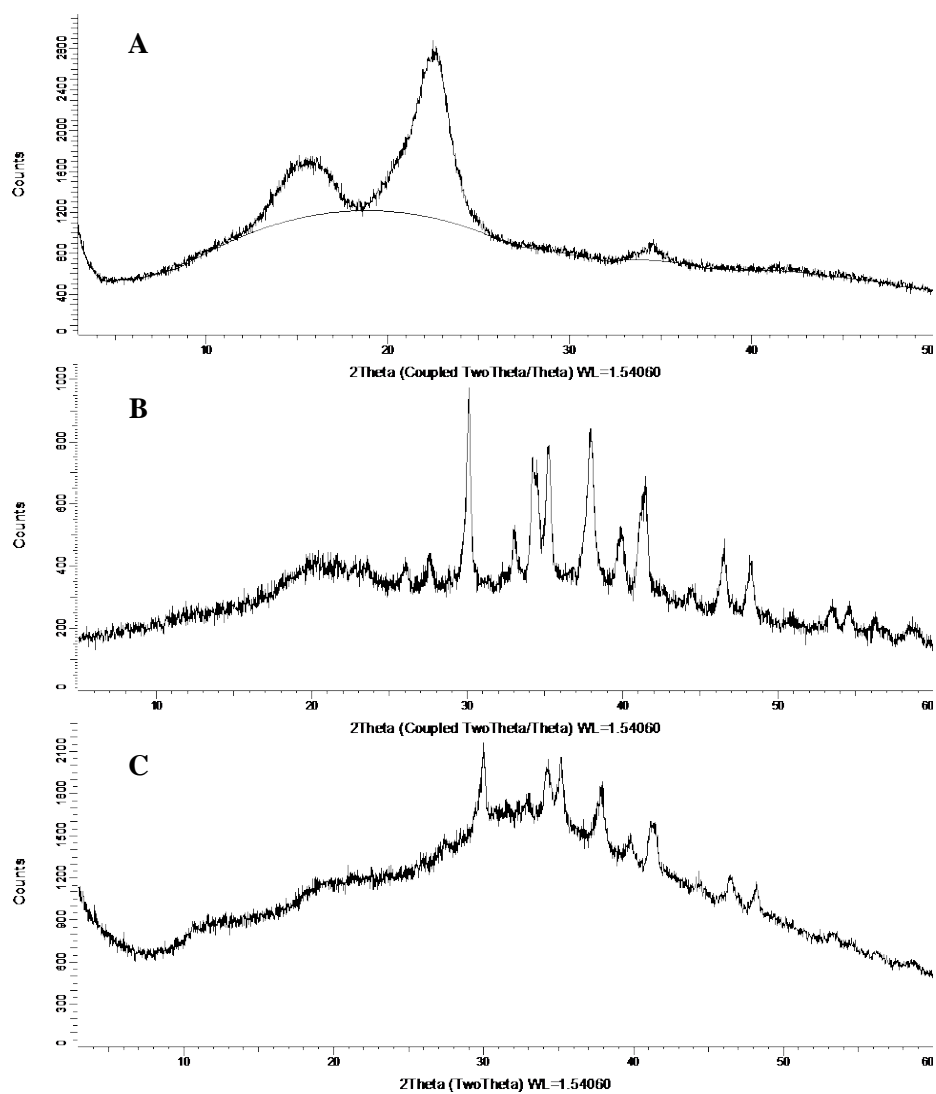 A
2800
2400
2000
1600
1200
800
400
0
Counts
10 20 30 40 50
2Theta (Coupled TwoTheta/Theta) WL=1.54060
B
1000
800
600
400
200
0
Counts
10 20 30 40 50 60
2Theta (Coupled TwoTheta/Theta) WL=1.54060
C
2100
1800
1500
1200
900
600
300
0
Counts
10 20 30 40 50 60
2Theta (TwoTheta) WL=1.54060